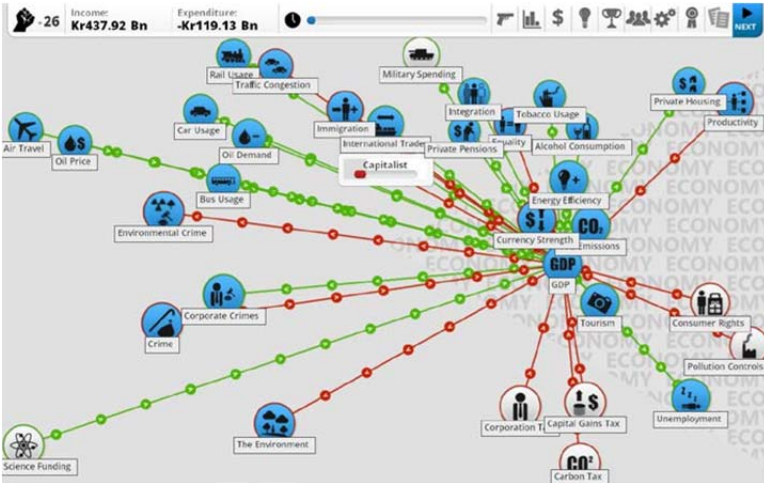 -26
Income:
Kr437.92 Bn
Expenditure:
-Kr119.13 Bn
NEXT
Rail Usage
Traffic Congestion
Military Spending
Integration
Tobacco Usage
Private Housing
Productivity
Car Usage
Immigration
International Trade
Equality
Private Pensions
Alcohol Consumption
Air Travel
Oil Price
Oil Demand
Capitalist
Bus Usage
Energy Efficiency
Environmental Crime
CO2
Currency Strength
Emissions
GDP
GDP
Corporate Crimes
Tourism
Consumer Rights
Crime
Pollution Controls
Unemployment
The Environment
Corporation Ta
Capital Gains Tax
Science Funding
CO2
Carbon Tax
ECONOMY